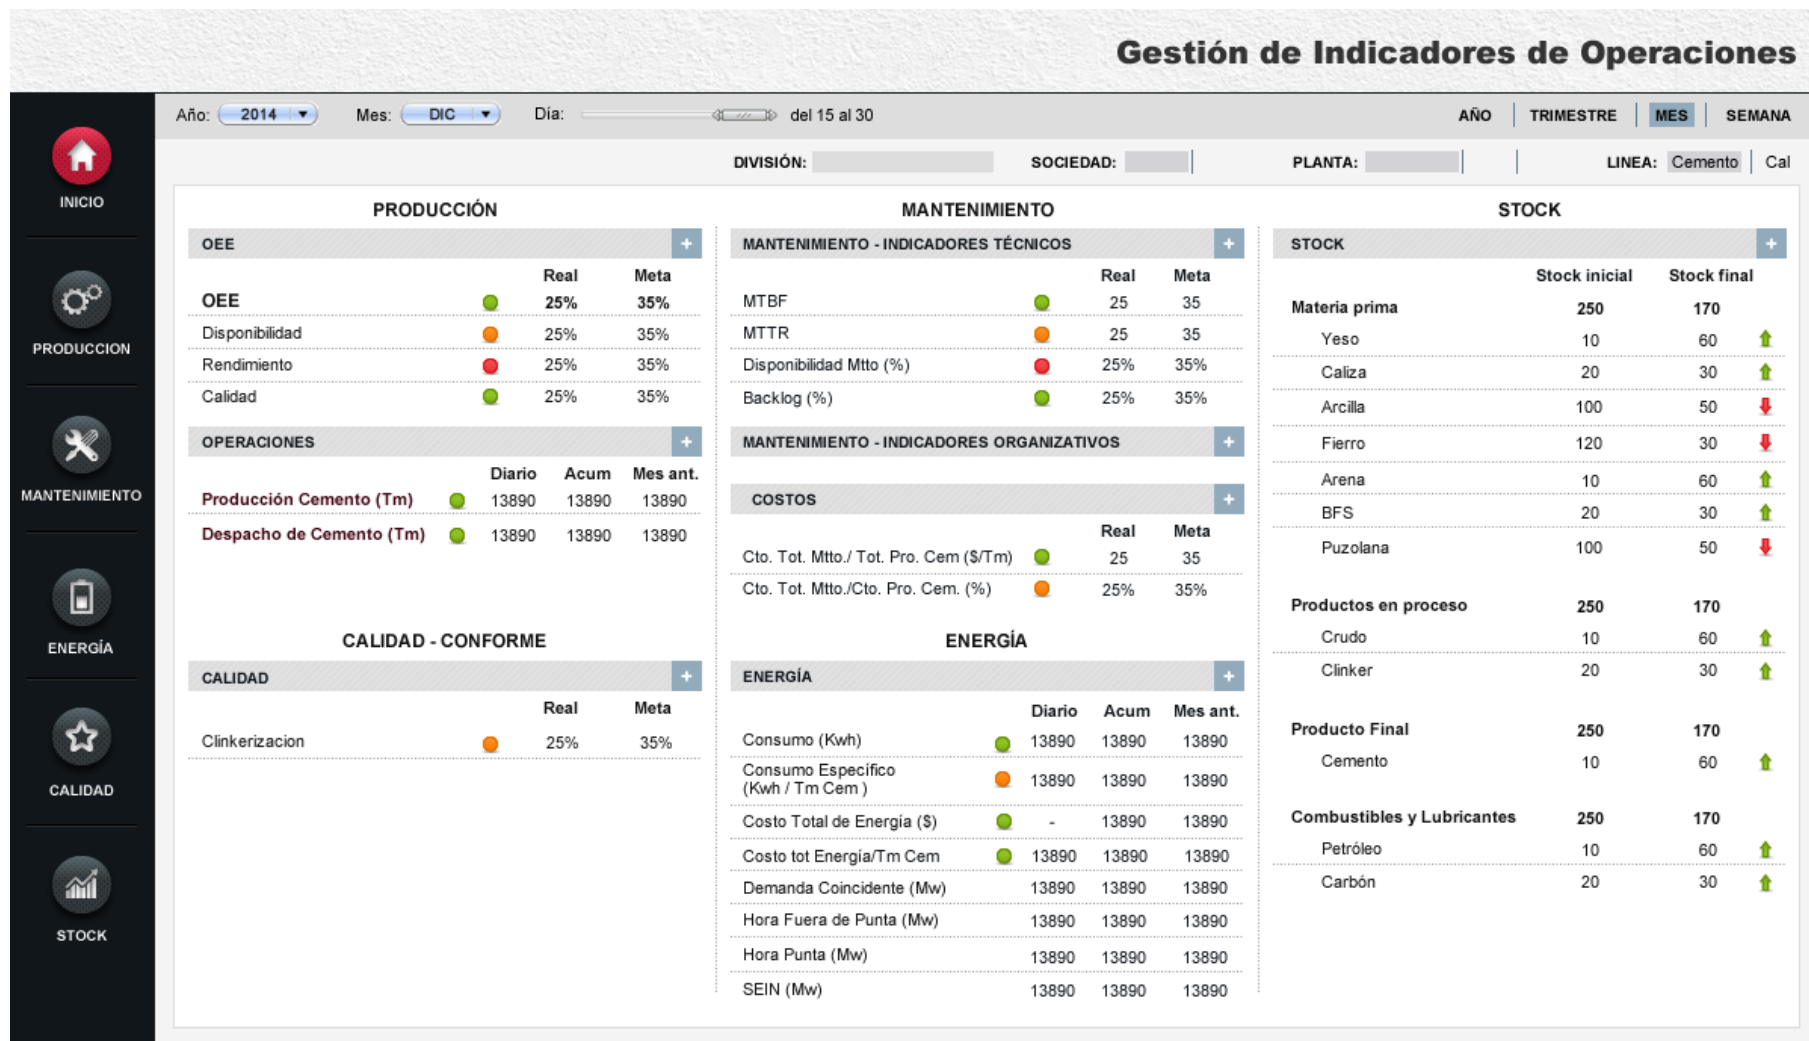 Gestión de Indicadores de Operaciones
Año: 2014 Mes: DIC Día: del 15 al 30 AÑO TRIMESTRE MES SEMANA
DIVISIÓN: SOCIEDAD: PLANTA: LINEA: Cemento Cal
INICIO
PRODUCCION
MANTENIMIENTO
ENERGÍA
CALIDAD
STOCK
PRODUCCIÓN
OEE +
Real Meta
OEE 25% 35%
Disponibilidad 25% 35%
Rendimiento 25% 35%
Calidad 25% 35%
OPERACIONES +
Diario Acum Mes ant.
Producción Cemento (Tm) 13890 13890 13890
Despacho de Cemento (Tm) 13890 13890 13890
CALIDAD - CONFORME
CALIDAD +
Real Meta
Clinkerizacion 25% 35%
MANTENIMIENTO
MANTENIMIENTO - INDICADORES TÉCNICOS +
Real Meta
MTBF 25 35
MTTR 25 35
Disponibilidad Mtto (%) 25% 35%
Backlog (%) 25% 35%
MANTENIMIENTO - INDICADORES ORGANIZATIVOS +
COSTOS +
Real Meta
Cto. Tot. Mtto./ Tot. Pro. Cem ($/Tm) 25 35
Cto. Tot. Mtto./Cto. Pro. Cem. (%) 25% 35%
ENERGÍA
ENERGÍA +
Diario Acum Mes ant.
Consumo (Kwh) 13890 13890 13890
Consumo Específico
(Kwh / Tm Cem ) 13890 13890 13890
Costo Total de Energía ($) - 13890 13890
Costo tot Energía/Tm Cem 13890 13890 13890
Demanda Coincidente (Mw) 13890 13890 13890
Hora Fuera de Punta (Mw) 13890 13890 13890
Hora Punta (Mw) 13890 13890 13890
SEIN (Mw) 13890 13890 13890
STOCK
STOCK +
Stock inicial Stock final
Materia prima 250 170
Yeso 10 60
Caliza 20 30
Arcilla 100 50
Fierro 120 30
Arena 10 60
BFS 20 30
Puzolana 100 50
Productos en proceso 250 170
Crudo 10 60
Clinker 20 30
Producto Final 250 170
Cemento 10 60
Combustibles y Lubricantes 250 170
Petróleo 10 60
Carbón 20 30